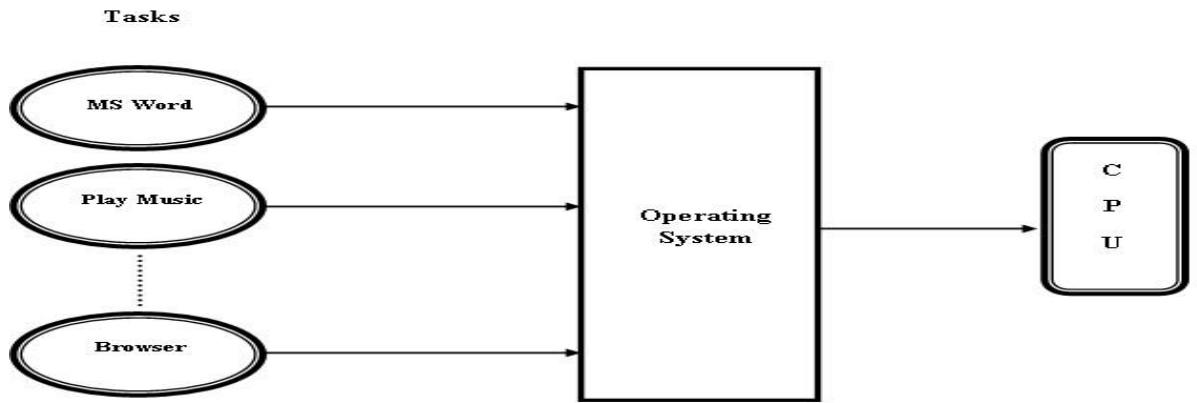 Tasks
MS Word
Play Music
Browser
Operating
System
C
P
U